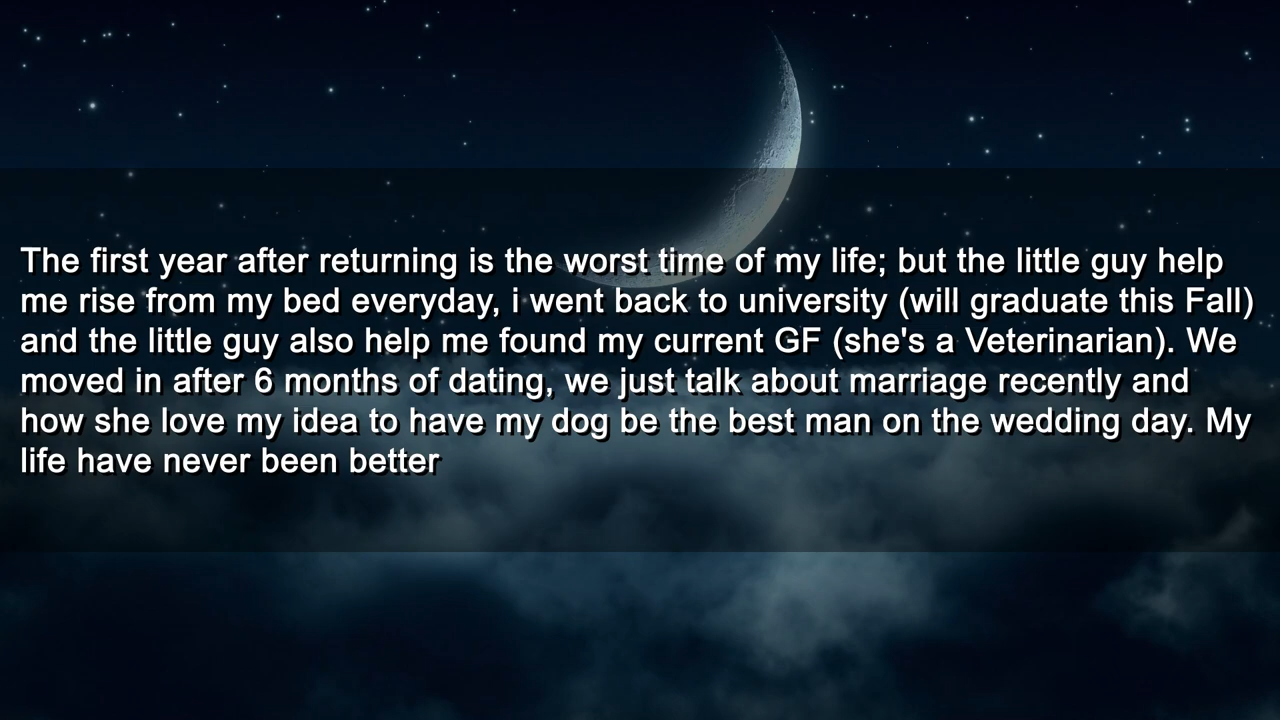 The first year after returning is the worst time of my life; but the little guy help
me rise from my bed everyday, i went back to university (will graduate this Fall)
and the little guy also help me found my current GF (she's a Veterinarian). We
moved in after 6 months of dating, we just talk about marriage recently and
how she love my idea to have my dog be the best man on the wedding day. My
life have never been better